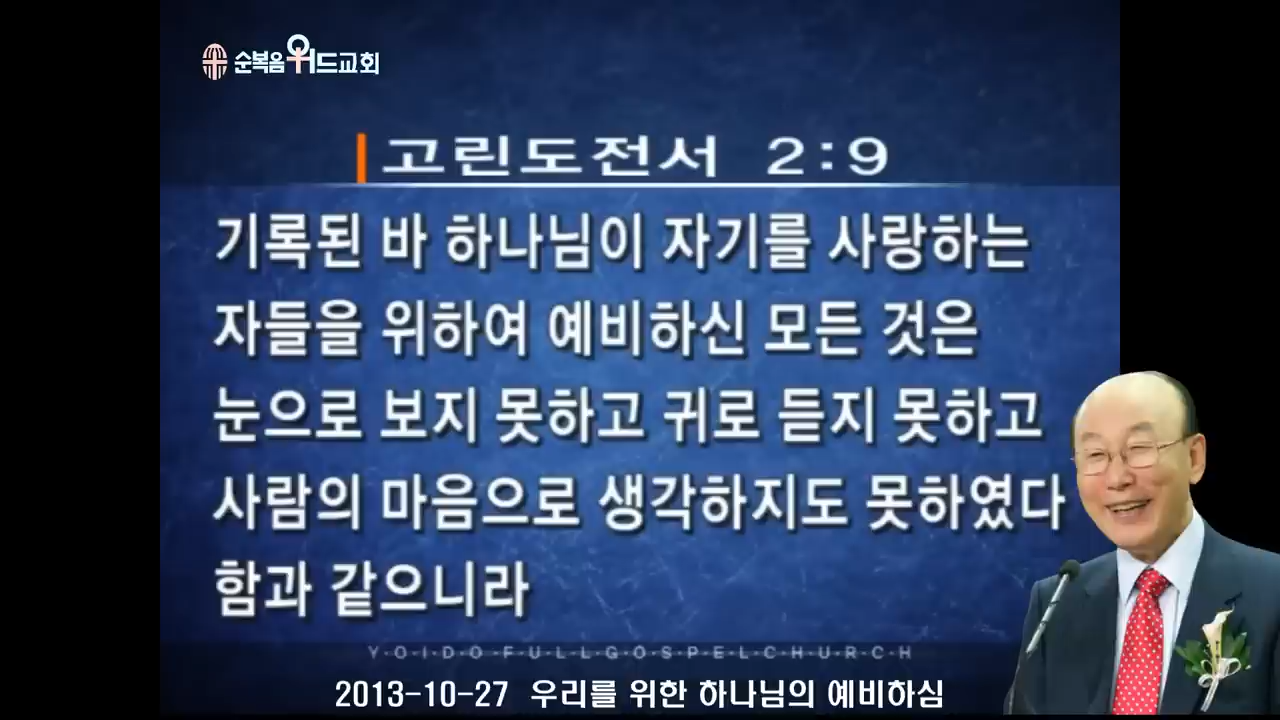 순복음워드교회
고린도전서 2:9
기록된 바 하나님이 자기를 사랑하는
자들을 위하여 예비하신 모든 것은
눈으로 보지 못하고 귀로 듣지 못하고
사람의 마음으로 생각하지도 못하였다
함과 같으니라
Y·O·I·D·O·F·U·L·L·G·O·S·P·E·L·C·H·U·R·C·H
2013-10-27 우리를 위한 하나님의 예비하심